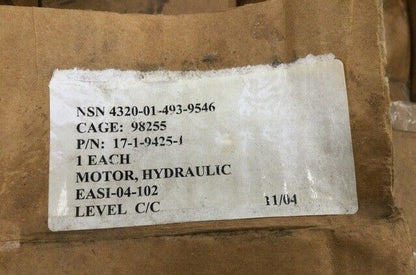 NSN 4320-01-493-9546
CAGE: 98255
P/N: 17-1-9425-1
1 EACH
MOTOR, HYDRAULIC
EASI-04-102
LEVEL C/C 11/04